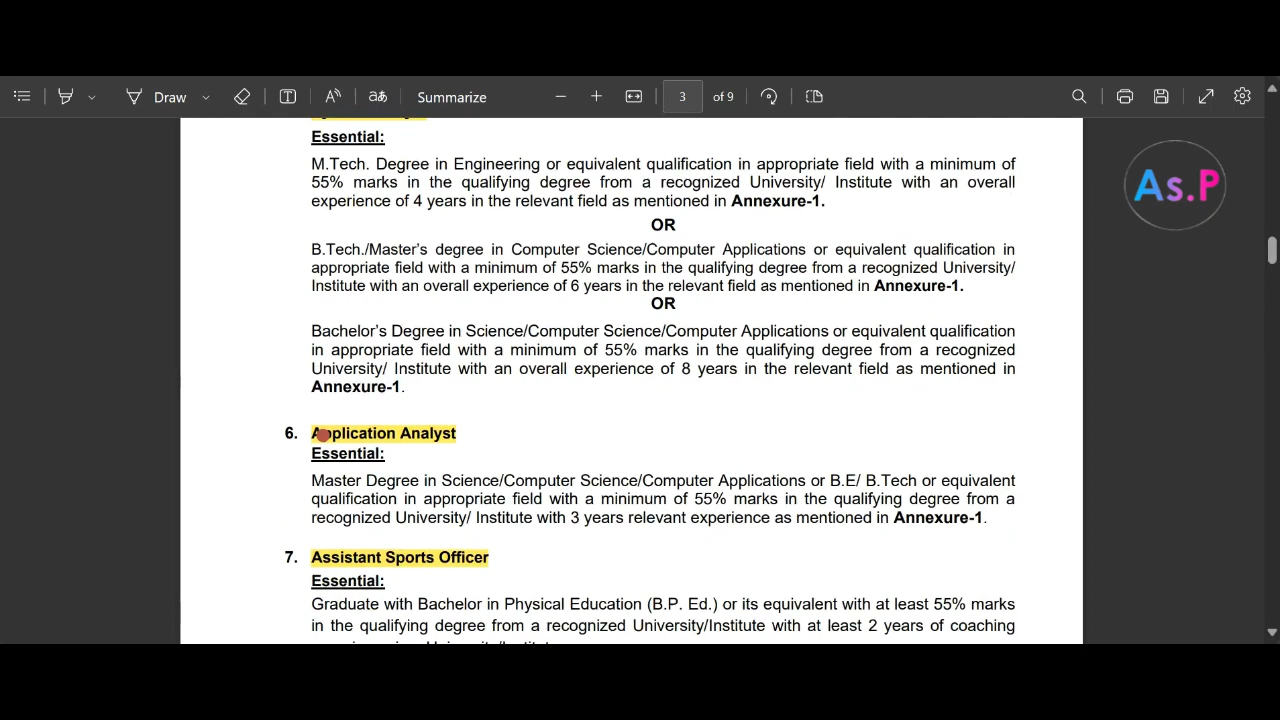 Draw
Summarize
3 of 9
As.P
Essential:
M.Tech. Degree in Engineering or equivalent qualification in appropriate field with a minimum of
55% marks in the qualifying degree from a recognized University/ Institute with an overall
experience of 4 years in the relevant field as mentioned in Annexure-1.
OR
B.Tech./Master's degree in Computer Science/Computer Applications or equivalent qualification in
appropriate field with a minimum of 55% marks in the qualifying degree from a recognized University/
Institute with an overall experience of 6 years in the relevant field as mentioned in Annexure-1.
OR
Bachelor's Degree in Science/Computer Science/Computer Applications or equivalent qualification
in appropriate field with a minimum of 55% marks in the qualifying degree from a recognized
University/ Institute with an overall experience of 8 years in the relevant field as mentioned in
Annexure-1.
6. Application Analyst
Essential:
Master Degree in Science/Computer Science/Computer Applications or B.E/ B.Tech or equivalent
qualification in appropriate field with a minimum of 55% marks in the qualifying degree from a
recognized University/ Institute with 3 years relevant experience as mentioned in Annexure-1.
7. Assistant Sports Officer
Essential:
Graduate with Bachelor in Physical Education (B.P. Ed.) or its equivalent with at least 55% marks
in the qualifying degree from a recognized University/Institute with at least 2 years of coaching